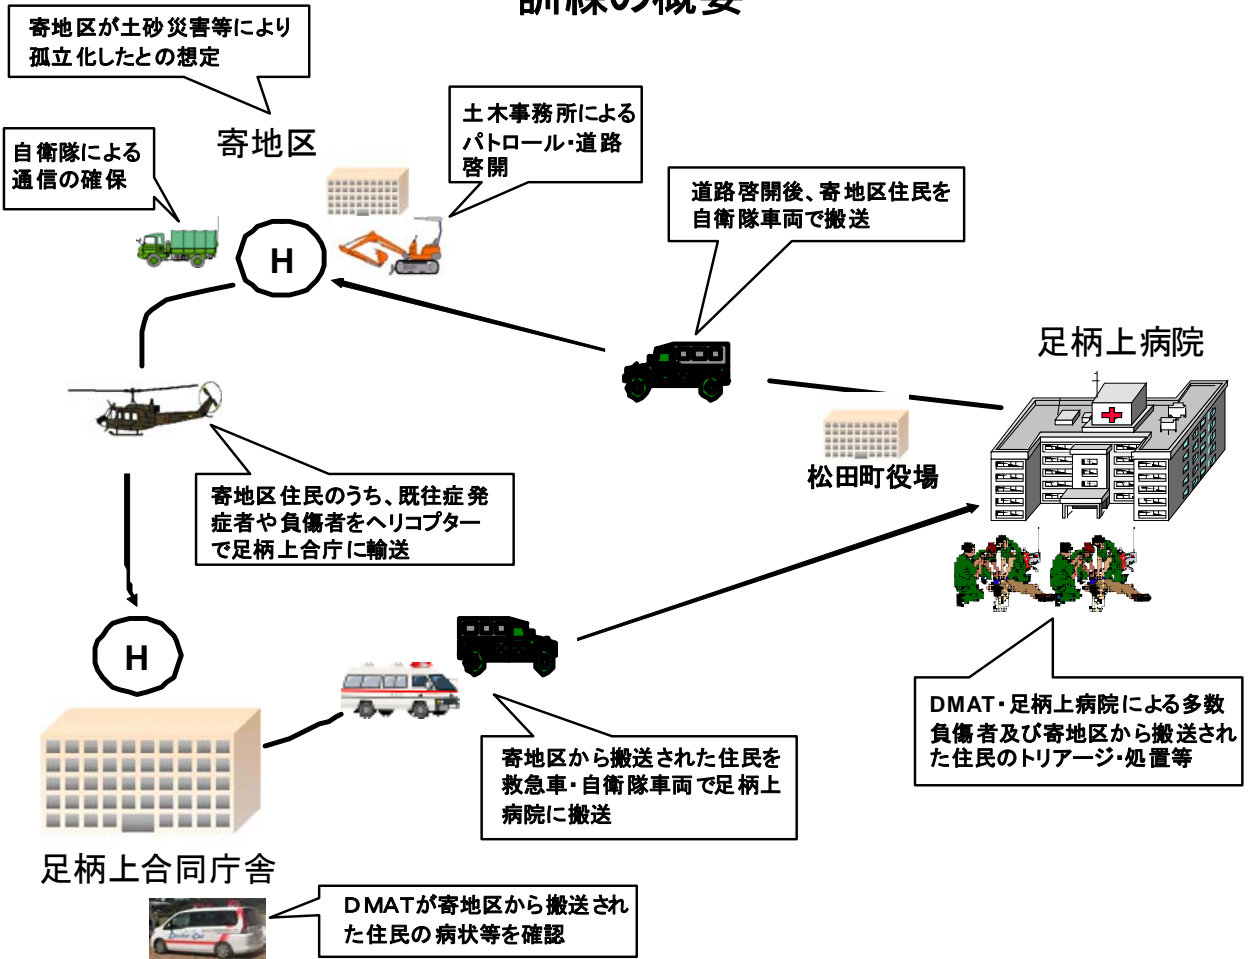 訓練の概要
寄地区が土砂災害等により
孤立化したとの想定
寄地区
自衛隊による
通信の確保
土木事務所による
パトロール・道路
啓開
道路啓開後、寄地区住民を
自衛隊車両で搬送
H
足柄上病院
松田町役場
寄地区住民のうち、既往症発
症者や負傷者をヘリコプター
で足柄上合庁に輸送
H
DMAT・足柄上病院による多数
負傷者及び寄地区から搬送され
た住民のトリアージ・処置等
寄地区から搬送された住民を
救急車・自衛隊車両で足柄上
病院に搬送
足柄上合同庁舎
DMATが寄地区から搬送され
た住民の病状等を確認
Doctor-Car